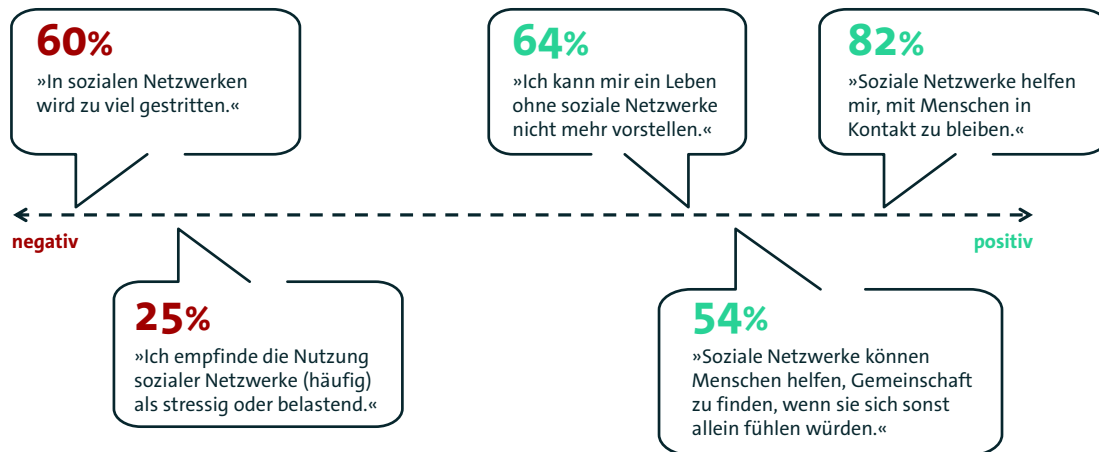 60%
»In sozialen Netzwerken
wird zu viel gestritten.«
64%
»Ich kann mir ein Leben
ohne soziale Netzwerke
nicht mehr vorstellen.«
82%
»Soziale Netzwerke helfen
mir, mit Menschen in
Kontakt zu bleiben.«
negativ
positiv
25%
»Ich empfinde die Nutzung
sozialer Netzwerke (häufig)
als stressig oder belastend.«
54%
»Soziale Netzwerke können
Menschen helfen, Gemeinschaft
zu finden, wenn sie sich sonst
allein fühlen würden.«